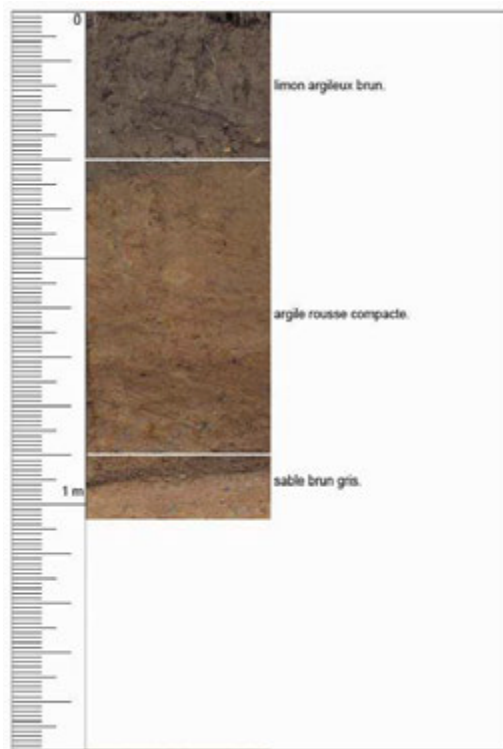 0
limon argileux brun.
argile rousse compacte.
sable brun gris.
1 m